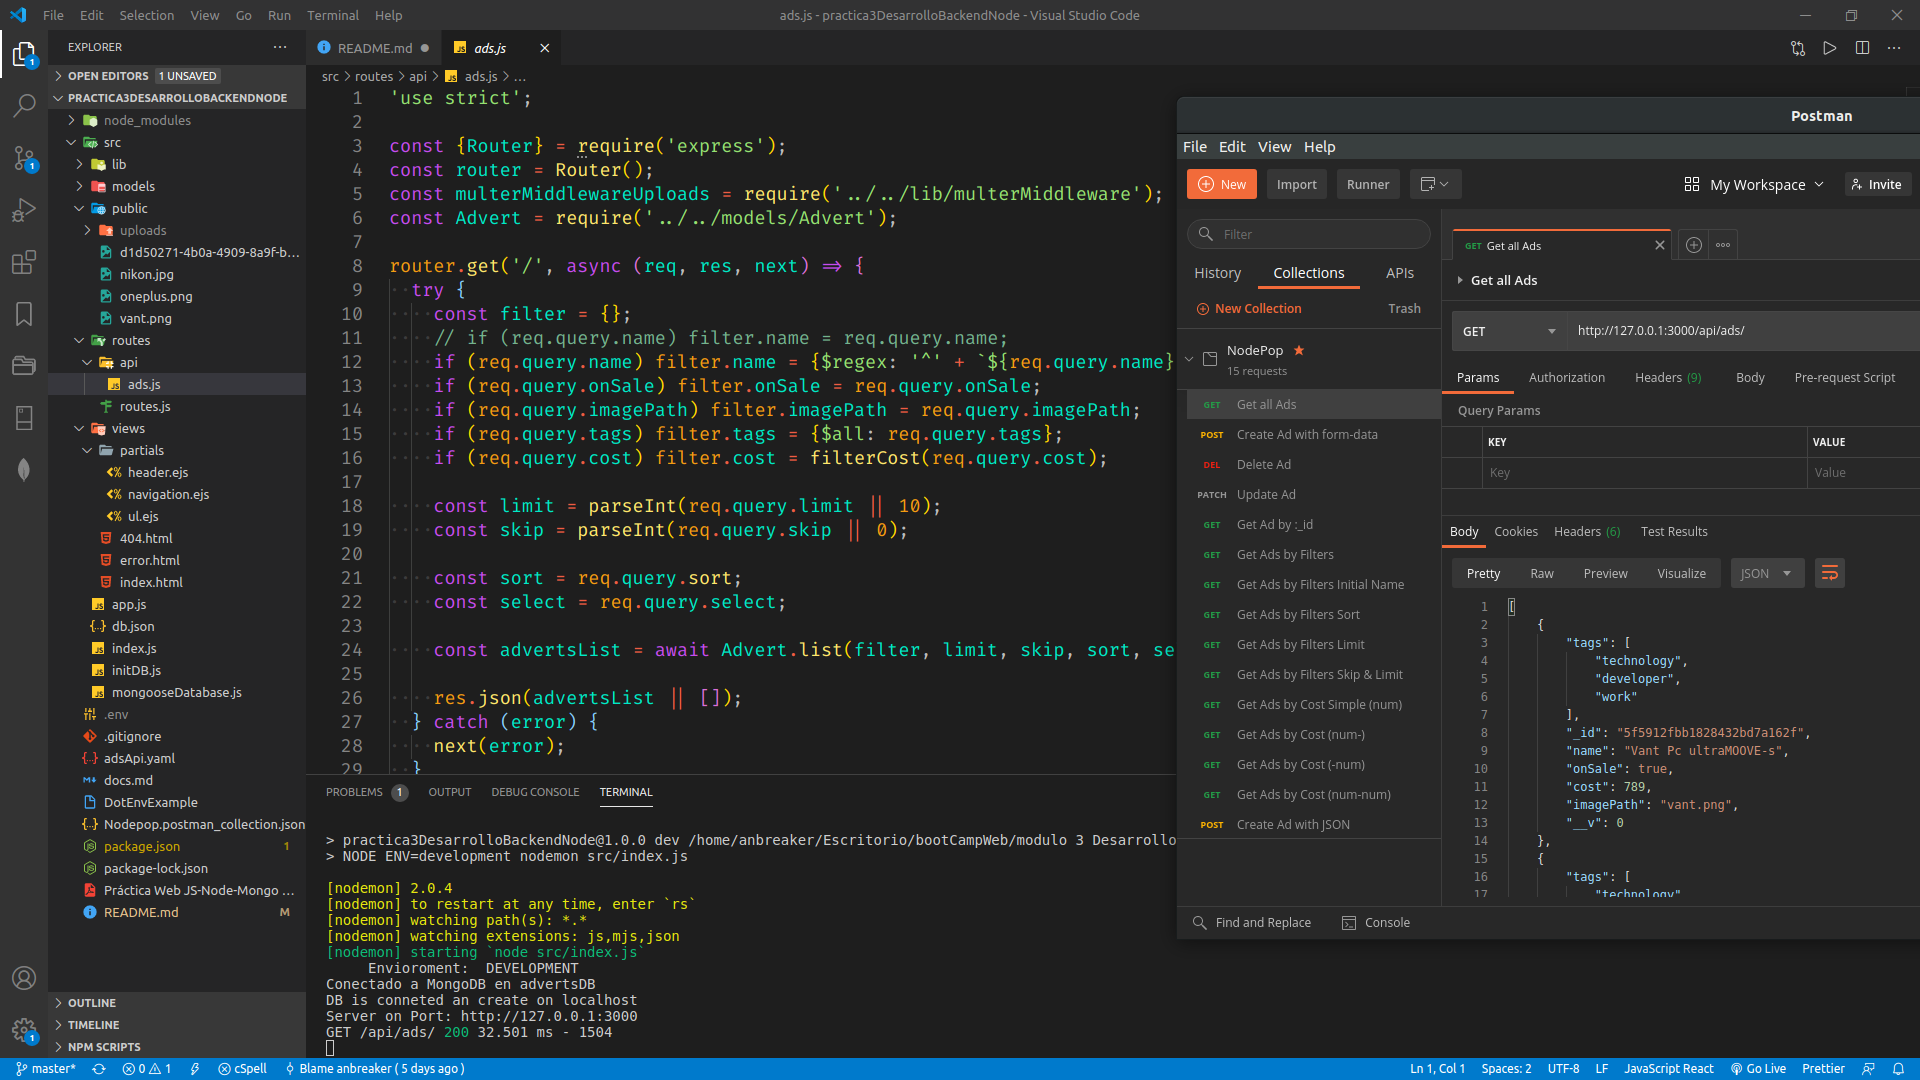 File Edit Selection View Go Run Terminal Help
ads.js - practica3DesarrolloBackendNode - Visual Studio Code
EXPLORER
OPEN EDITORS 1 UNSAVED
PRACTICA3DESARROLLOBACKENDNODE
node_modules
src
lib
models
public
uploads
d1d50271-4b0a-4909-8a9f-b...
nikon.jpg
oneplus.png
vant.png
routes
api
ads.js
routes.js
views
partials
header.ejs
navigation.ejs
ul.ejs
404.html
error.html
index.html
app.js
db.json
index.js
initDB.js
mongooseDatabase.js
.env
.gitignore
adsApi.yaml
docs.md
DotEnvExample
Nodepop.postman_collection.json
package.json 1
package-lock.json
Práctica Web JS-Node-Mongo ...
README.md M
OUTLINE
TIMELINE
NPM SCRIPTS
README.md
ads.js
src > routes > api > ads.js > ...
1 'use strict';
2
3 const {Router} = require('express');
4 const router = Router();
5 const multerMiddlewareUploads = require('../../lib/multerMiddleware');
6 const Advert = require('../../models/Advert');
7
8 router.get('/', async (req, res, next) => {
9 try {
10 const filter = {};
11 // if (req.query.name) filter.name = req.query.name;
12 if (req.query.name) filter.name = {$regex: '^' + `${req.query.name}
13 if (req.query.onSale) filter.onSale = req.query.onSale;
14 if (req.query.imagePath) filter.imagePath = req.query.imagePath;
15 if (req.query.tags) filter.tags = {$all: req.query.tags};
16 if (req.query.cost) filter.cost = filterCost(req.query.cost);
17
18 const limit = parseInt(req.query.limit || 10);
19 const skip = parseInt(req.query.skip || 0);
20
21 const sort = req.query.sort;
22 const select = req.query.select;
23
24 const advertsList = await Advert.list(filter, limit, skip, sort, se
25
26 res.json(advertsList || []);
27 } catch (error) {
28 next(error);
29 }
PROBLEMS 1 OUTPUT DEBUG CONSOLE TERMINAL
> practica3DesarrolloBackendNode@1.0.0 dev /home/anbreaker/Escritorio/bootCampWeb/modulo 3 Desarrollo
> NODE ENV=development nodemon src/index.js
[nodemon] 2.0.4
[nodemon] to restart at any time, enter `rs`
[nodemon] watching path(s): *.*
[nodemon] watching extensions: js,mjs,json
[nodemon] starting `node src/index.js`
Envioroment: DEVELOPMENT
Conectado a MongoDB en advertsDB
DB is conneted an create on localhost
Server on Port: http://127.0.0.1:3000
GET /api/ads/ 200 32.501 ms - 1504
Postman
File Edit View Help
New Import Runner
My Workspace Invite
Filter
History Collections APIs
New Collection Trash
NodePop
15 requests
GET Get all Ads
POST Create Ad with form-data
DEL Delete Ad
PATCH Update Ad
GET Get Ad by :_id
GET Get Ads by Filters
GET Get Ads by Filters Initial Name
GET Get Ads by Filters Sort
GET Get Ads by Filters Limit
GET Get Ads by Filters Skip & Limit
GET Get Ads by Cost Simple (num)
GET Get Ads by Cost (num-)
GET Get Ads by Cost (-num)
GET Get Ads by Cost (num-num)
POST Create Ad with JSON
GET Get all Ads
Get all Ads
GET http://127.0.0.1:3000/api/ads/
Params Authorization Headers (9) Body Pre-request Script
Query Params
KEY VALUE
Key Value
Body Cookies Headers (6) Test Results
Pretty Raw Preview Visualize JSON
1 [
2 {
3 "tags": [
4 "technology",
5 "developer",
6 "work"
7 ],
8 "_id": "5f5912fbb1828432bd7a162f",
9 "name": "Vant Pc ultraMOOVE-s",
10 "onSale": true,
11 "cost": 789,
12 "imagePath": "vant.png",
13 "__v": 0
14 },
15 {
16 "tags": [
17 "technology"
Find and Replace Console
master* 0 1 cSpell Blame anbreaker ( 5 days ago )
Ln 1, Col 1 Spaces: 2 UTF-8 LF JavaScript React Go Live Prettier